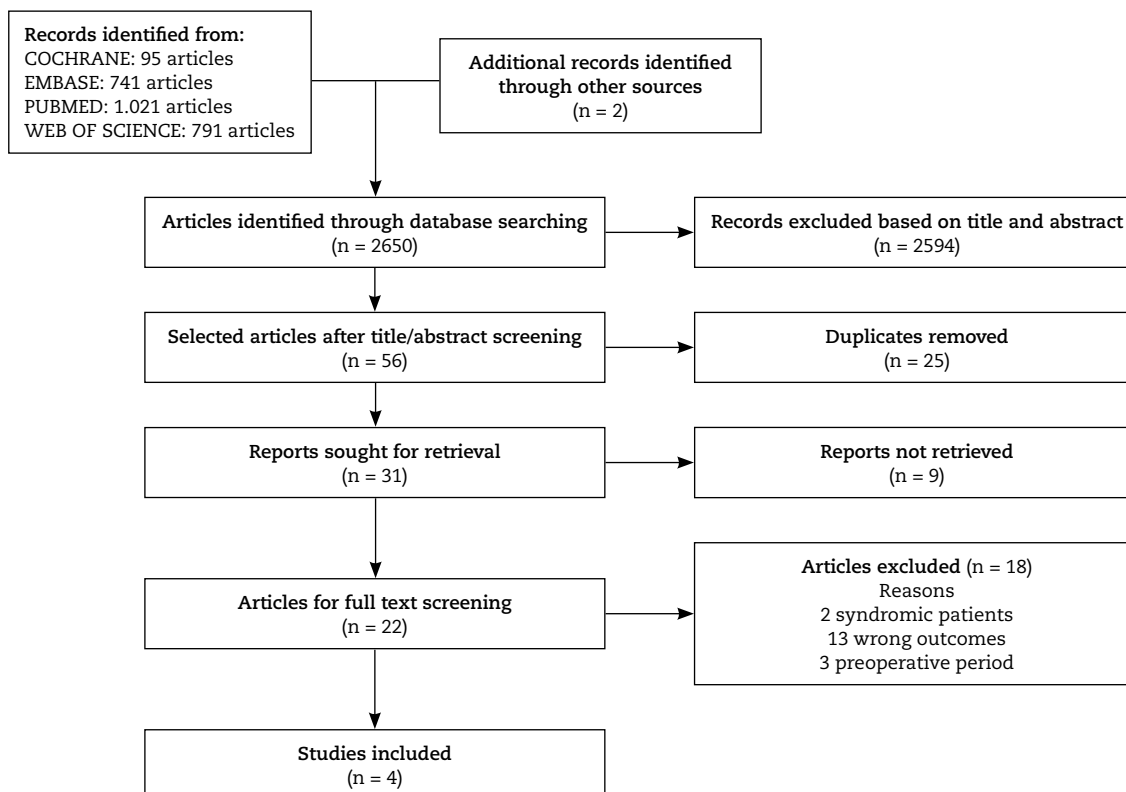 Records identified from:
COCHRANE: 95 articles
EMBASE: 741 articles
PUBMED: 1.021 articles
WEB OF SCIENCE: 791 articles
Additional records identified
through other sources
(n = 2)
Articles identified through database searching
(n = 2650)
Records excluded based on title and abstract
(n = 2594)
Selected articles after title/abstract screening
(n = 56)
Duplicates removed
(n = 25)
Reports sought for retrieval
(n = 31)
Reports not retrieved
(n = 9)
Articles for full text screening
(n = 22)
Articles excluded (n = 18)
Reasons
2 syndromic patients
13 wrong outcomes
3 preoperative period
Studies included
(n = 4)